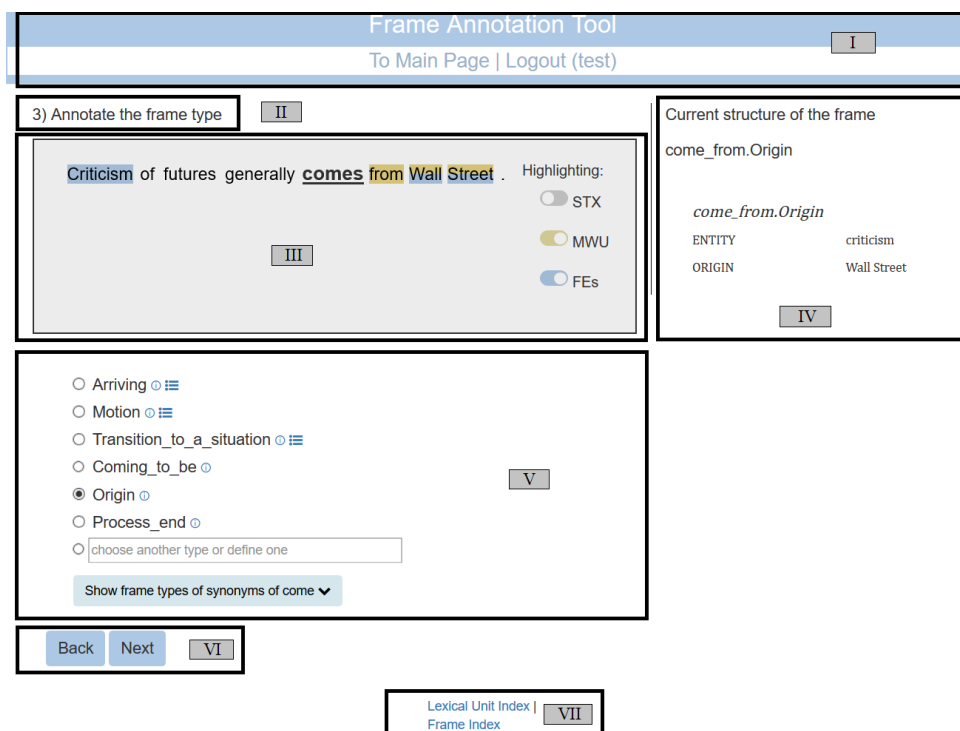 Frame Annotation Tool
I
To Main Page | Logout (test)
3) Annotate the frame type
II
Criticism of futures generally comes from Wall Street .
Highlighting:
STX
MWU
FEs
III
Current structure of the frame
come_from.Origin
come_from.Origin
ENTITY criticism
ORIGIN Wall Street
IV
Arriving
Motion
Transition_to_a_situation
Coming_to_be
Origin
Process_end
choose another type or define one
Show frame types of synonyms of come
V
Back Next
VI
Lexical Unit Index |
Frame Index
VII